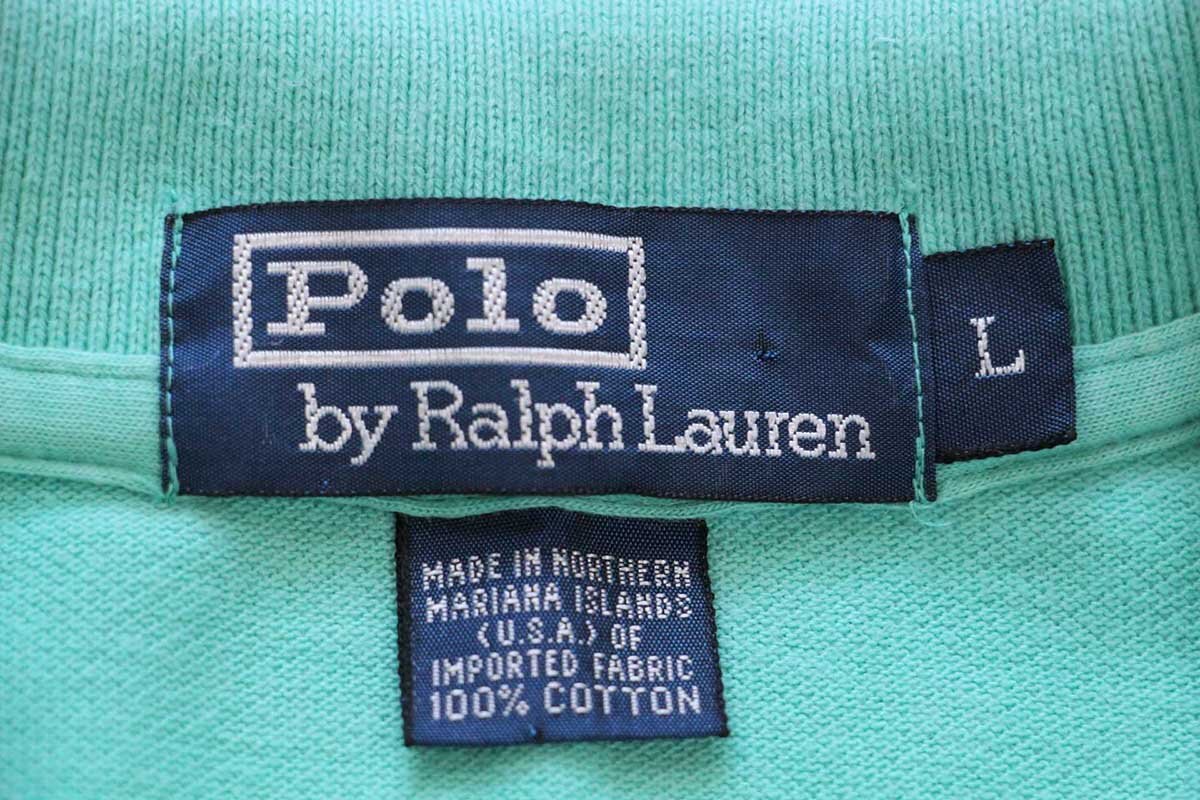 Polo
by Ralph Lauren
L
MADE IN NORTHERN
MARIANA ISLANDS
(U.S.A.) OF
IMPORTED FABRIC
100% COTTON